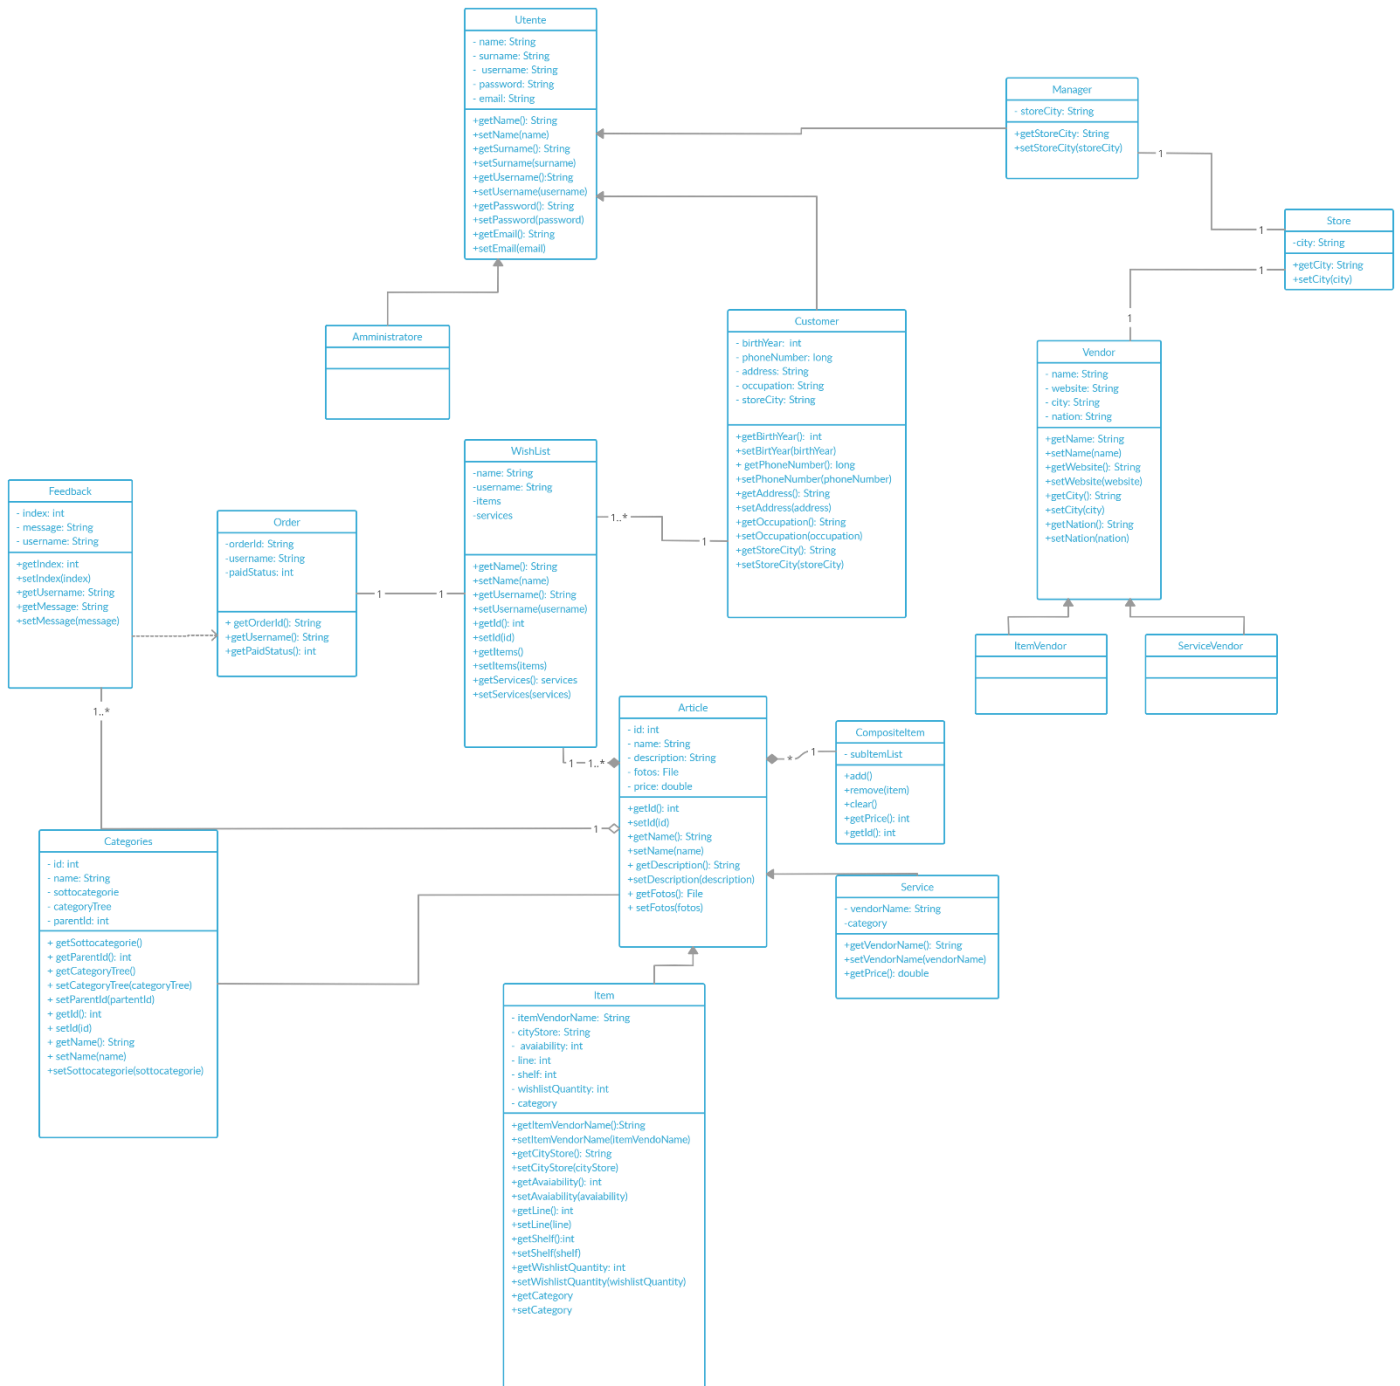 Utente
- name: String
- surname: String
- username: String
- password: String
- email: String
+getName(): String
+setName(name)
+getSurname(): String
+setSurname(surname)
+getUsername():String
+setUsername(username)
+getPassword(): String
+setPassword(password)
+getEmail(): String
+setEmail(email)
Manager
- storeCity: String
+getStoreCity: String
+setStoreCity(storeCity)
1
1
Store
-city: String
+getCity: String
+setCity(city)
1
1
Amministratore
Customer
- birthYear: int
- phoneNumber: long
- address: String
- occupation: String
- storeCity: String
+getBirthYear(): int
+setBirtYear(birthYear)
+ getPhoneNumber(): long
+setPhoneNumber(phoneNumber)
+getAddress(): String
+setAddress(address)
+getOccupation(): String
+setOccupation(occupation)
+getStoreCity(): String
+setStoreCity(storeCity)
Vendor
- name: String
- website: String
- city: String
- nation: String
+getName: String
+setName(name)
+getWebsite(): String
+setWebsite(website)
+getCity(): String
+setCity(city)
+getNation(): String
+setNation(nation)
ItemVendor
ServiceVendor
WishList
-name: String
-username: String
-items
-services
+getName(): String
+setName(name)
+getUsername(): String
+setUsername(username)
+getId(): int
+setId(id)
+getItems()
+setItems(items)
+getServices(): services
+setServices(services)
1..*
1
Feedback
- index: int
- message: String
- username: String
+getIndex: int
+setIndex(index)
+getUsername: String
+getMessage: String
+setMessage(message)
Order
-orderId: String
-username: String
-paidStatus: int
+ getOrderId(): String
+getUsername(): String
+getPaidStatus(): int
1
1
1..*
Article
- id: int
- name: String
- description: String
- fotos: File
- price: double
+getId(): int
+setId(id)
+getName(): String
+setName(name)
+ getDescription(): String
+setDescription(description)
+ getFotos(): File
+ setFotos(fotos)
1
1..*
*
1
1
CompositeItem
- subItemList
+add()
+remove(item)
+clear()
+getPrice(): int
+getId(): int
Service
- vendorName: String
-category
+getVendorName(): String
+setVendorName(vendorName)
+getPrice(): double
Categories
- id: int
- name: String
- sottocategorie
- categoryTree
- parentId: int
+ getSottocategorie()
+ getParentId(): int
+ getCategoryTree()
+ setCategoryTree(categoryTree)
+ setParentId(partentId)
+ getId(): int
+ setId(id)
+ getName(): String
+ setName(name)
+setSottocategorie(sottocategorie)
Item
- itemVendorName: String
- cityStore: String
- avaiability: int
- line: int
- shelf: int
- wishlistQuantity: int
- category
+getItemVendorName():String
+setItemVendorName(itemVendoName)
+getCityStore(): String
+setCityStore(cityStore)
+getAvaiability(): int
+setAvaiability(avaiability)
+getLine(): int
+setLine(line)
+getShelf():int
+setShelf(shelf)
+getWishlistQuantity: int
+setWishlistQuantity(wishlistQuantity)
+getCategory
+setCategory